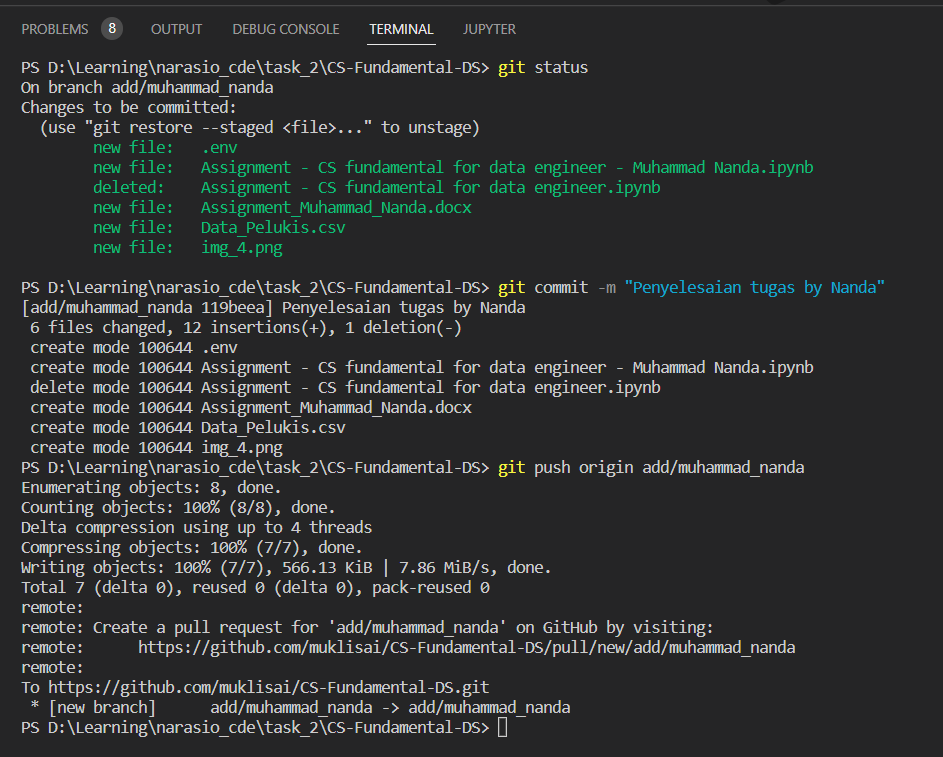 PROBLEMS 8 OUTPUT DEBUG CONSOLE TERMINAL JUPYTER
PS D:\Learning\narasio_cde\task_2\CS-Fundamental-DS> git status
On branch add/muhammad_nanda
Changes to be committed:
  (use "git restore --staged <file>..." to unstage)
        new file:   .env
        new file:   Assignment - CS fundamental for data engineer - Muhammad Nanda.ipynb
        deleted:    Assignment - CS fundamental for data engineer.ipynb
        new file:   Assignment_Muhammad_Nanda.docx
        new file:   Data_Pelukis.csv
        new file:   img_4.png
PS D:\Learning\narasio_cde\task_2\CS-Fundamental-DS> git commit -m "Penyelesaian tugas by Nanda"
[add/muhammad_nanda 119beea] Penyelesaian tugas by Nanda
 6 files changed, 12 insertions(+), 1 deletion(-)
 create mode 100644 .env
 create mode 100644 Assignment - CS fundamental for data engineer - Muhammad Nanda.ipynb
 delete mode 100644 Assignment - CS fundamental for data engineer.ipynb
 create mode 100644 Assignment_Muhammad_Nanda.docx
 create mode 100644 Data_Pelukis.csv
 create mode 100644 img_4.png
PS D:\Learning\narasio_cde\task_2\CS-Fundamental-DS> git push origin add/muhammad_nanda
Enumerating objects: 8, done.
Counting objects: 100% (8/8), done.
Delta compression using up to 4 threads
Compressing objects: 100% (7/7), done.
Writing objects: 100% (7/7), 566.13 KiB | 7.86 MiB/s, done.
Total 7 (delta 0), reused 0 (delta 0), pack-reused 0
remote:
remote: Create a pull request for 'add/muhammad_nanda' on GitHub by visiting:
remote:      https://github.com/muklisai/CS-Fundamental-DS/pull/new/add/muhammad_nanda
remote:
To https://github.com/muklisai/CS-Fundamental-DS.git
 * [new branch]      add/muhammad_nanda -> add/muhammad_nanda
PS D:\Learning\narasio_cde\task_2\CS-Fundamental-DS>